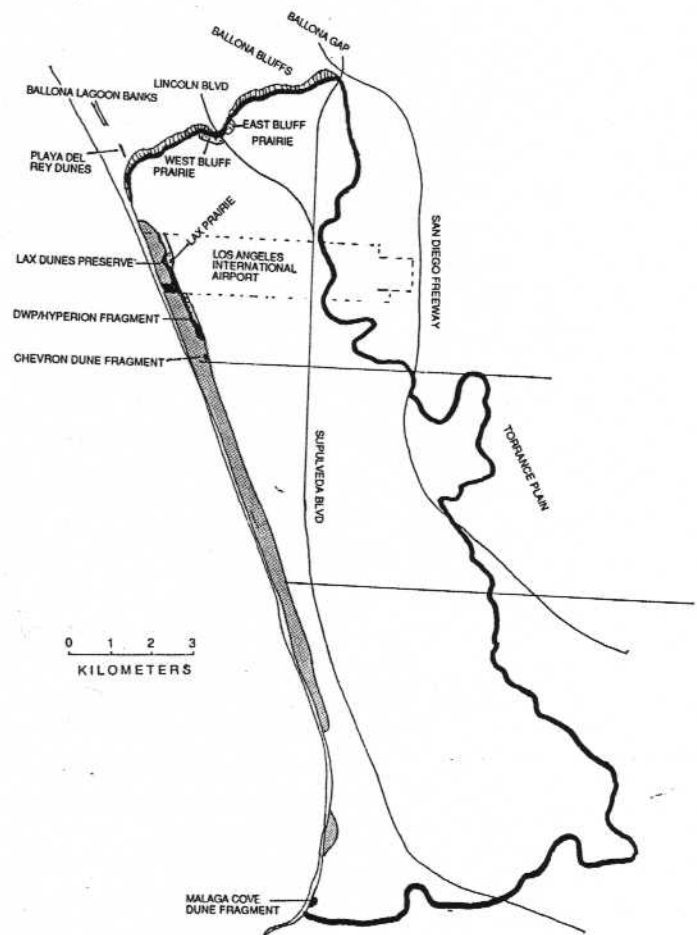 BALLONA GAP
BALLONA BLUFFS
LINCOLN BLVD
BALLONA LAGOON BANKS
EAST BLUFF
PRAIRIE
WEST BLUFF
PRAIRIE
PLAYA DEL
REY DUNES
LAX PRAIRIE
SAN DIEGO FREEWAY
LAX DUNES PRESERVE
LOS ANGELES
INTERNATIONAL
AIRPORT
DWP/HYPERION FRAGMENT
CHEVRON DUNE FRAGMENT
SUPULVEDA BLVD
TORRANCE PLAIN
0 1 2 3
KILOMETERS
MALAGA COVE
DUNE FRAGMENT